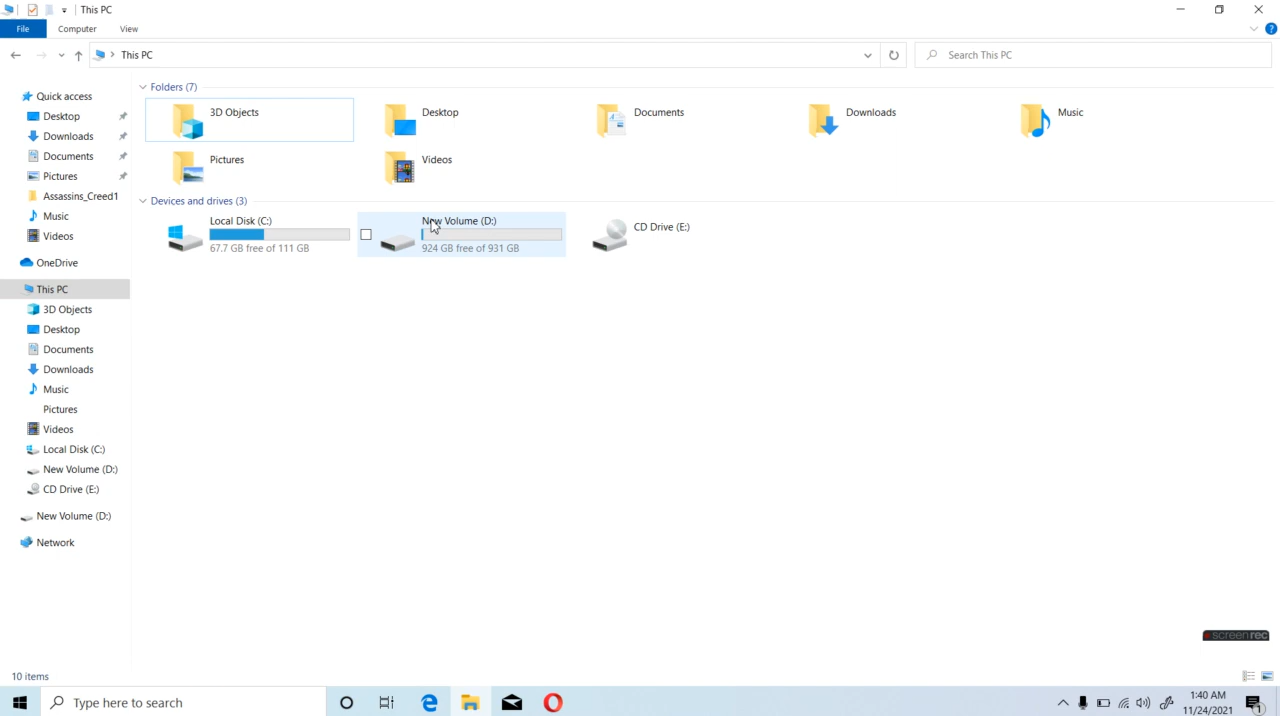 This PC
File Computer View
This PC
Search This PC
Quick access
Desktop
Downloads
Documents
Pictures
Assassins_Creed1
Music
Videos
OneDrive
This PC
3D Objects
Desktop
Documents
Downloads
Music
Pictures
Videos
Local Disk (C:)
New Volume (D:)
CD Drive (E:)
New Volume (D:)
Network
Folders (7)
3D Objects
Desktop
Documents
Downloads
Music
Pictures
Videos
Devices and drives (3)
Local Disk (C:)
67.7 GB free of 111 GB
New Volume (D:)
924 GB free of 931 GB
CD Drive (E:)
screenrec
10 items
Type here to search
1:40 AM
11/24/2021
1